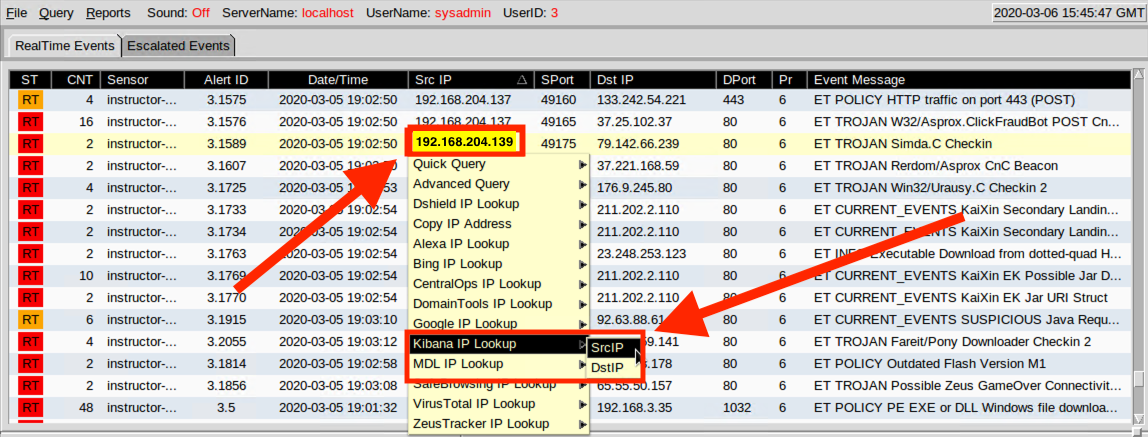 File Query Reports Sound: Off ServerName: localhost UserName: sysadmin UserID: 3 2020-03-06 15:45:47 GMT
RealTime Events Escalated Events
ST CNT Sensor Alert ID Date/Time Src IP SPort Dst IP DPort Pr Event Message
RT 4 instructor-... 3.1575 2020-03-05 19:02:50 192.168.204.137 49160 133.242.54.221 443 6 ET POLICY HTTP traffic on port 443 (POST)
RT 16 instructor-... 3.1576 2020-03-05 19:02:50 192.168.204.137 49165 37.25.102.37 80 6 ET TROJAN W32/Asprox.ClickFraudBot POST Cn...
RT 2 instructor-... 3.1589 2020-03-05 19:02:50 192.168.204.139 49175 79.142.66.239 80 6 ET TROJAN Simda.C Checkin
RT 2 instructor-... 3.1607 2020-03-05 Quick Query 37.221.168.59 80 6 ET TROJAN Rerdom/Asprox CnC Beacon
RT 4 instructor-... 3.1725 2020-03-05 Advanced Query 176.9.245.80 80 6 ET TROJAN Win32/Urausy.C Checkin 2
RT 2 instructor-... 3.1733 19:02:54 Dshield IP Lookup 211.202.2.110 80 6 ET CURRENT_EVENTS KaiXin Secondary Landin...
RT 2 instructor-... 3.1734 19:02:54 Copy IP Address 211.202.2.110 80 6 ET CURRENT_EVENTS KaiXin Secondary Landin...
RT 2 instructor-... 3.1763 19:02:54 Alexa IP Lookup 23.248.253.123 80 6 Executable Download from dotted-quad H...
RT 10 instructor-... 3.1769 2020-03-05 19:02:54 Bing IP Lookup 211.202.2.110 80 6 ET CURRENT_EVENTS KaiXin EK Possible Jar D...
RT 2 instructor-... 3.1770 2020-03-05 19:02:54 CentralOps IP Lookup 211.202.2.110 80 6 ET CURRENT_EVENTS KaiXin EK Jar URI Struct
DomainTools IP Lookup
RT 6 instructor-... 3.1915 2020-03-05 19:03:10 Google IP Lookup 92.63.88.61 80 6 ET CURRENT_EVENTS SUSPICIOUS Java Requ...
RT 4 instructor-... 3.2055 2020-03-05 19:03:12 Kibana IP Lookup SrcIP 80 6 ET TROJAN Fareit/Pony Downloader Checkin 2
RT 2 instructor-... 3.1814 2020-03-05 19:02:58 MDL IP Lookup DstIP 80 6 ET POLICY Outdated Flash Version M1
RT 2 instructor-... 3.1856 2020-03-05 19:03:08 SafeBrowsing IP Lookup 65.55.50.157 80 6 ET TROJAN Possible Zeus GameOver Connectivit...
RT 48 instructor-... 3.5 2020-03-05 19:01:32 VirusTotal IP Lookup 192.168.3.35 1032 6 ET POLICY PE EXE or DLL Windows file downloa...
ZeusTracker IP Lookup